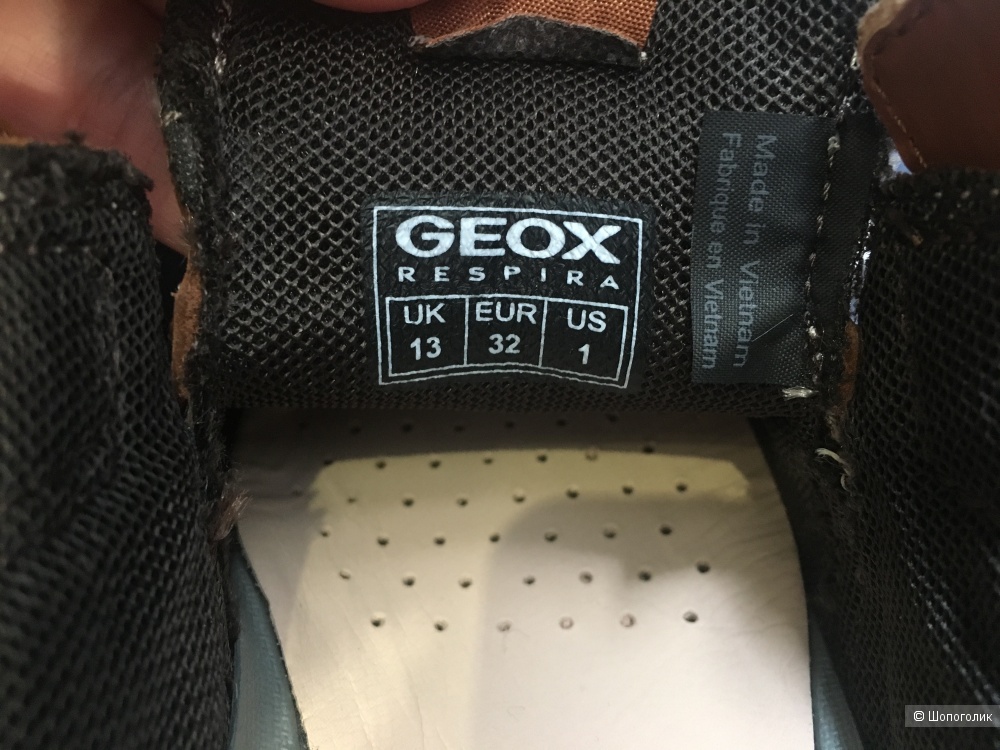 GEOX
RESPIRA
UK EUR US
13 32 1
Made in Vietnam
Fabriqué en Vietnam
© Шопоголик